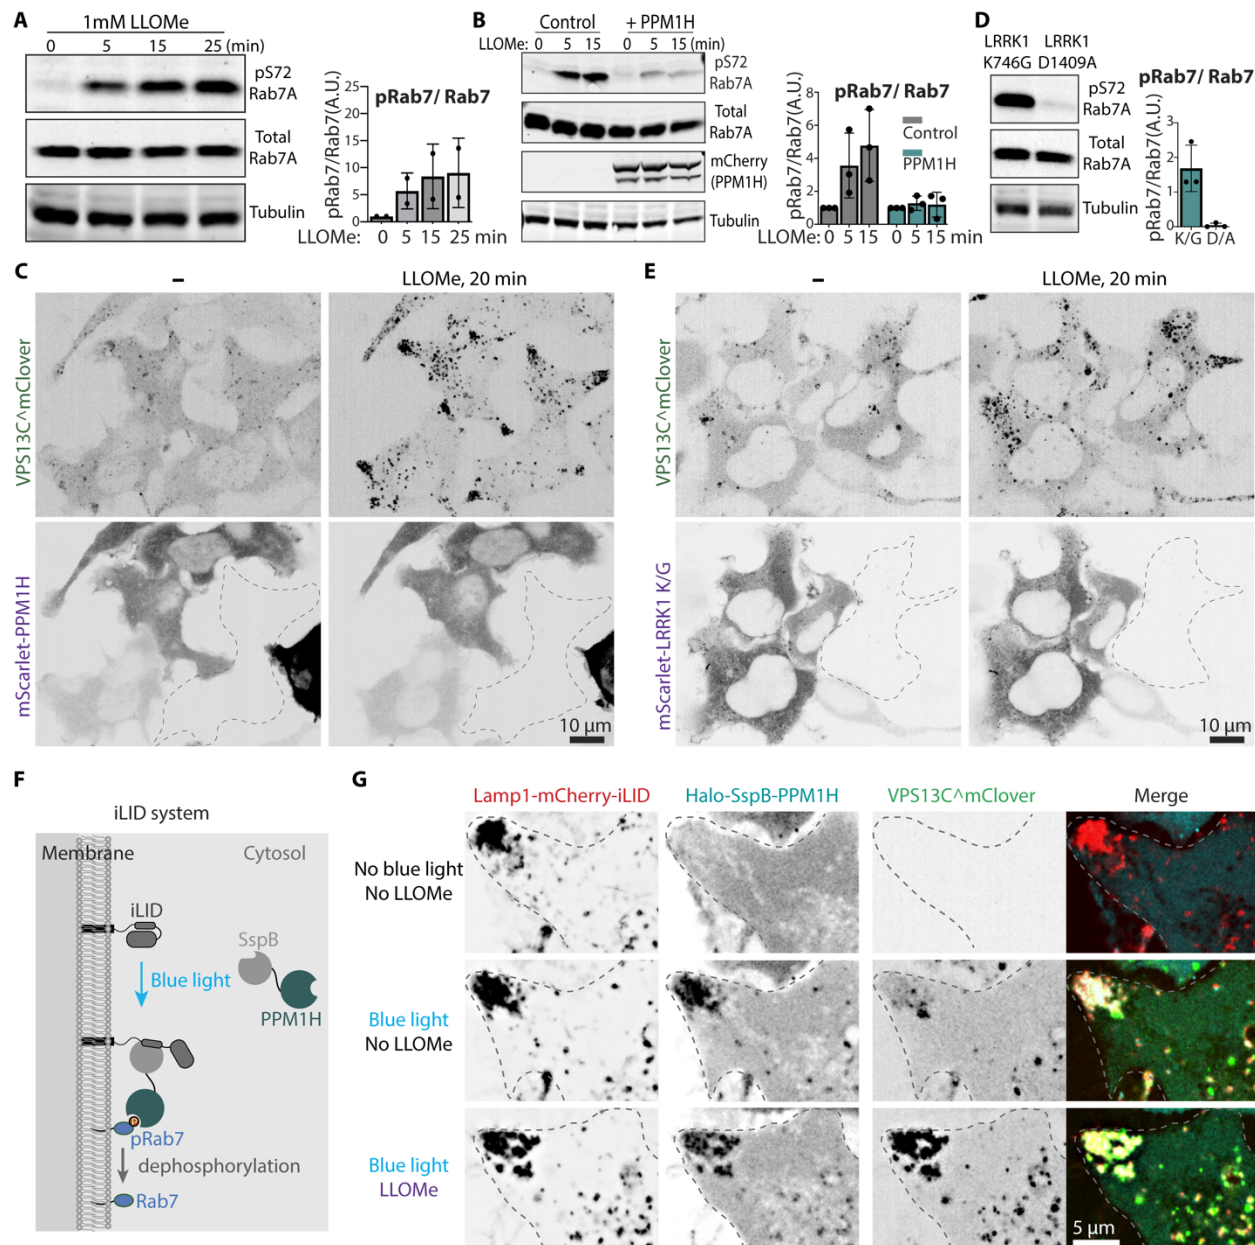 A
1mM LLOMe
0 5 15 25 (min)
pS72
Rab7A
Total
Rab7A
Tubulin
pRab7/ Rab7
pRab7/Rab7(A.U.)
25
20
15
10
5
0
LLOMe: 0 5 15 25 min
B
Control + PPM1H
LLOMe: 0 5 15 0 5 15 (min)
pS72
Rab7A
Total
Rab7A
mCherry
(PPM1H)
Tubulin
pRab7/ Rab7
pRab7/Rab7(A.U.)
8
6
4
2
0
Control
PPM1H
LLOMe: 0 5 15 0 5 15 min
D
LRRK1 LRRK1
K746G D1409A
pS72
Rab7A
Total
Rab7A
Tubulin
pRab7/ Rab7
pRab7/Rab7(A.U.)
3
2
1
0
K/G D/A
C
– LLOMe, 20 min
VPS13C^mClover
mScarlet-PPM1H
10 µm
E
– LLOMe, 20 min
VPS13C^mClover
mScarlet-LRRK1 K/G
10 µm
F
iLID system
Membrane Cytosol
iLID
SspB
Blue light
PPM1H
P
pRab7
dephosphorylation
Rab7
G
Lamp1-mCherry-iLID Halo-SspB-PPM1H VPS13C^mClover Merge
No blue light
No LLOMe
Blue light
No LLOMe
Blue light
LLOMe
5 µm